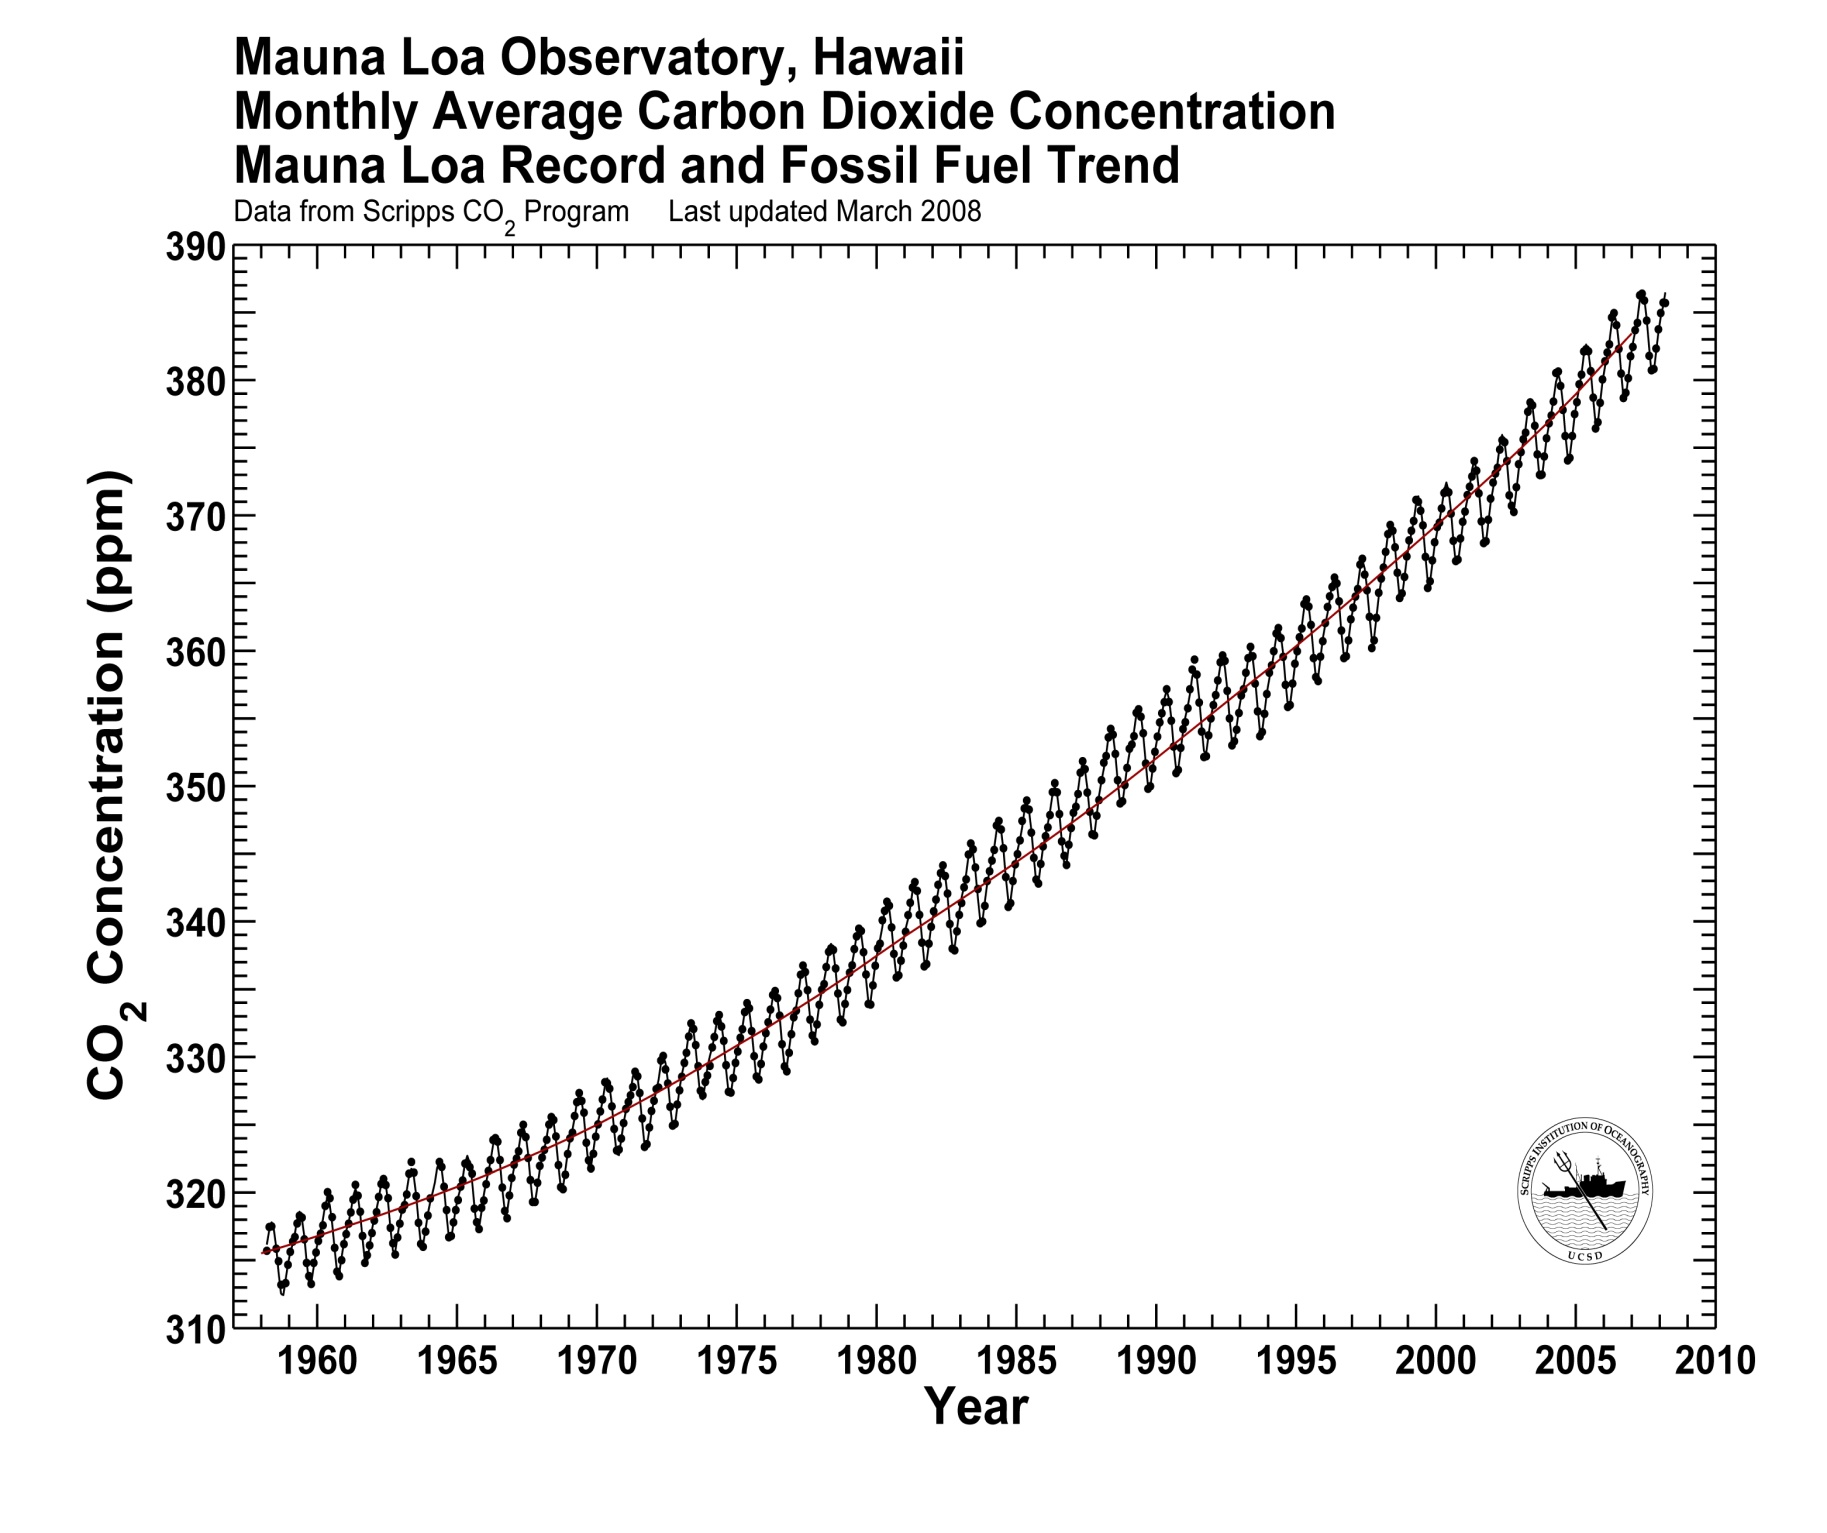 Mauna Loa Observatory, Hawaii
Monthly Average Carbon Dioxide Concentration
Mauna Loa Record and Fossil Fuel Trend
Data from Scripps CO2 Program Last updated March 2008
CO2 Concentration (ppm)
390
380
370
360
350
340
330
320
310
SCRIPPS INSTITUTION OF OCEANOGRAPHY
UCSD
1960 1965 1970 1975 1980 1985 1990 1995 2000 2005 2010
Year